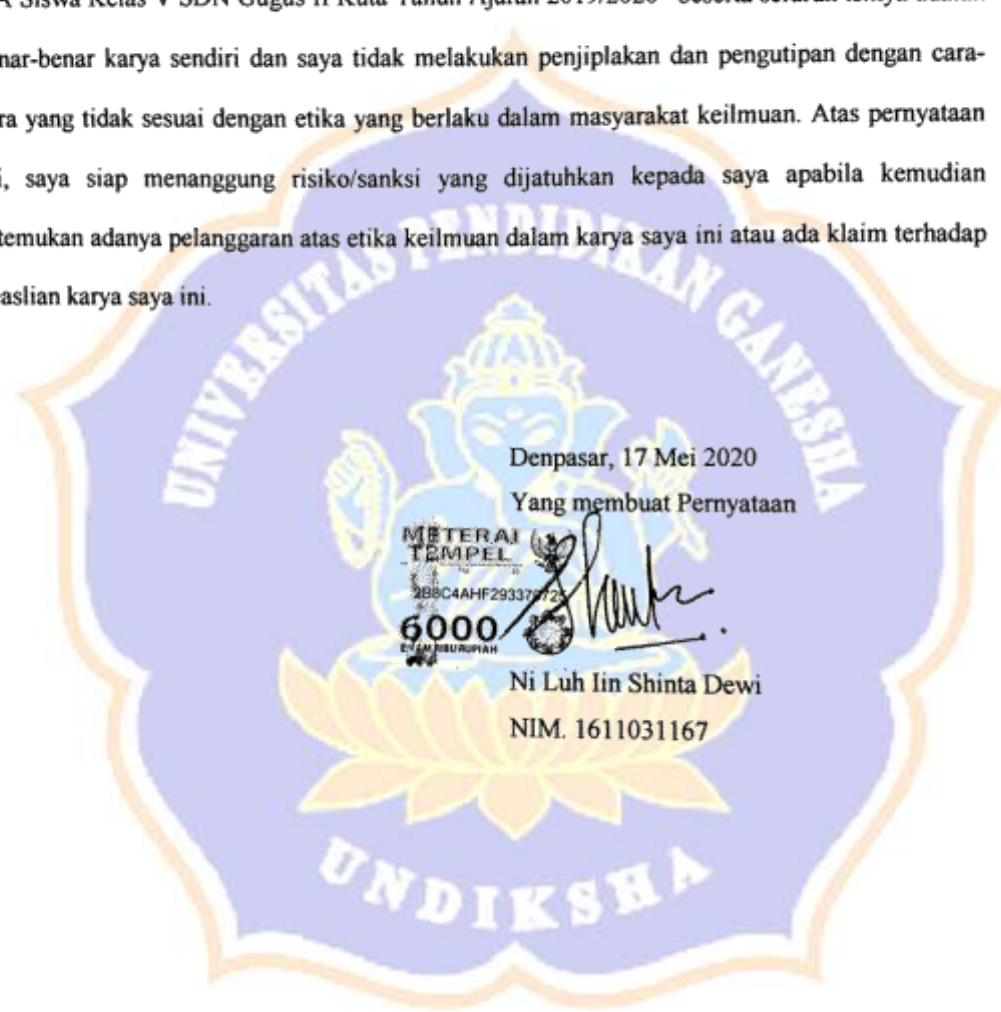 A Siswa Kelas V SDN Gugus II Kuta Tahun Ajaran 2019/2020" beserta seluruh isinya adalah
nar-benar karya sendiri dan saya tidak melakukan penjiplakan dan pengutipan dengan cara-
ra yang tidak sesuai dengan etika yang berlaku dalam masyarakat keilmuan. Atas pernyataan
i, saya siap menanggung risiko/sanksi yang dijatuhkan kepada saya apabila kemudian
temukan adanya pelanggaran atas etika keilmuan dalam karya saya ini atau ada klaim terhadap
aslian karya saya ini.
UNIVERSITAS PENDIDIKAN GANESHA
Denpasar, 17 Mei 2020
Yang membuat Pernyataan
METERAI
TEMPEL
6000
ENAM RIBU RUPIAH
Ni Luh Iin Shinta Dewi
NIM. 1611031167
UNDIKSHA